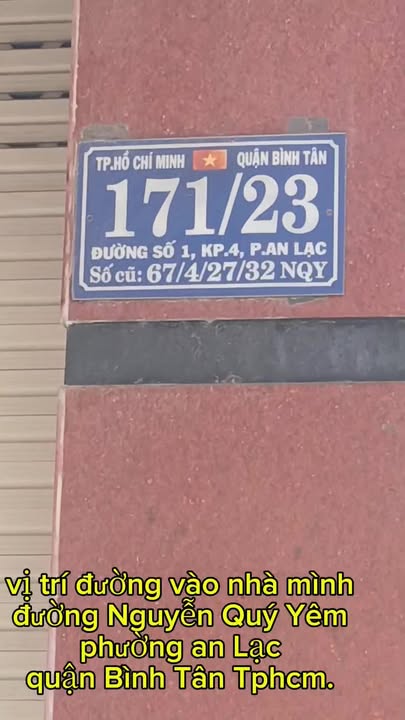 TP.HỒ CHÍ MINH QUẬN BÌNH TÂN
171/23
ĐƯỜNG SỐ 1, KP.4, P.AN LẠC
Số cũ: 67/4/27/32 NQY
vị trí đường vào nhà mình
đường Nguyễn Quý Yêm
phường an Lạc
quận Bình Tân Tphcm.